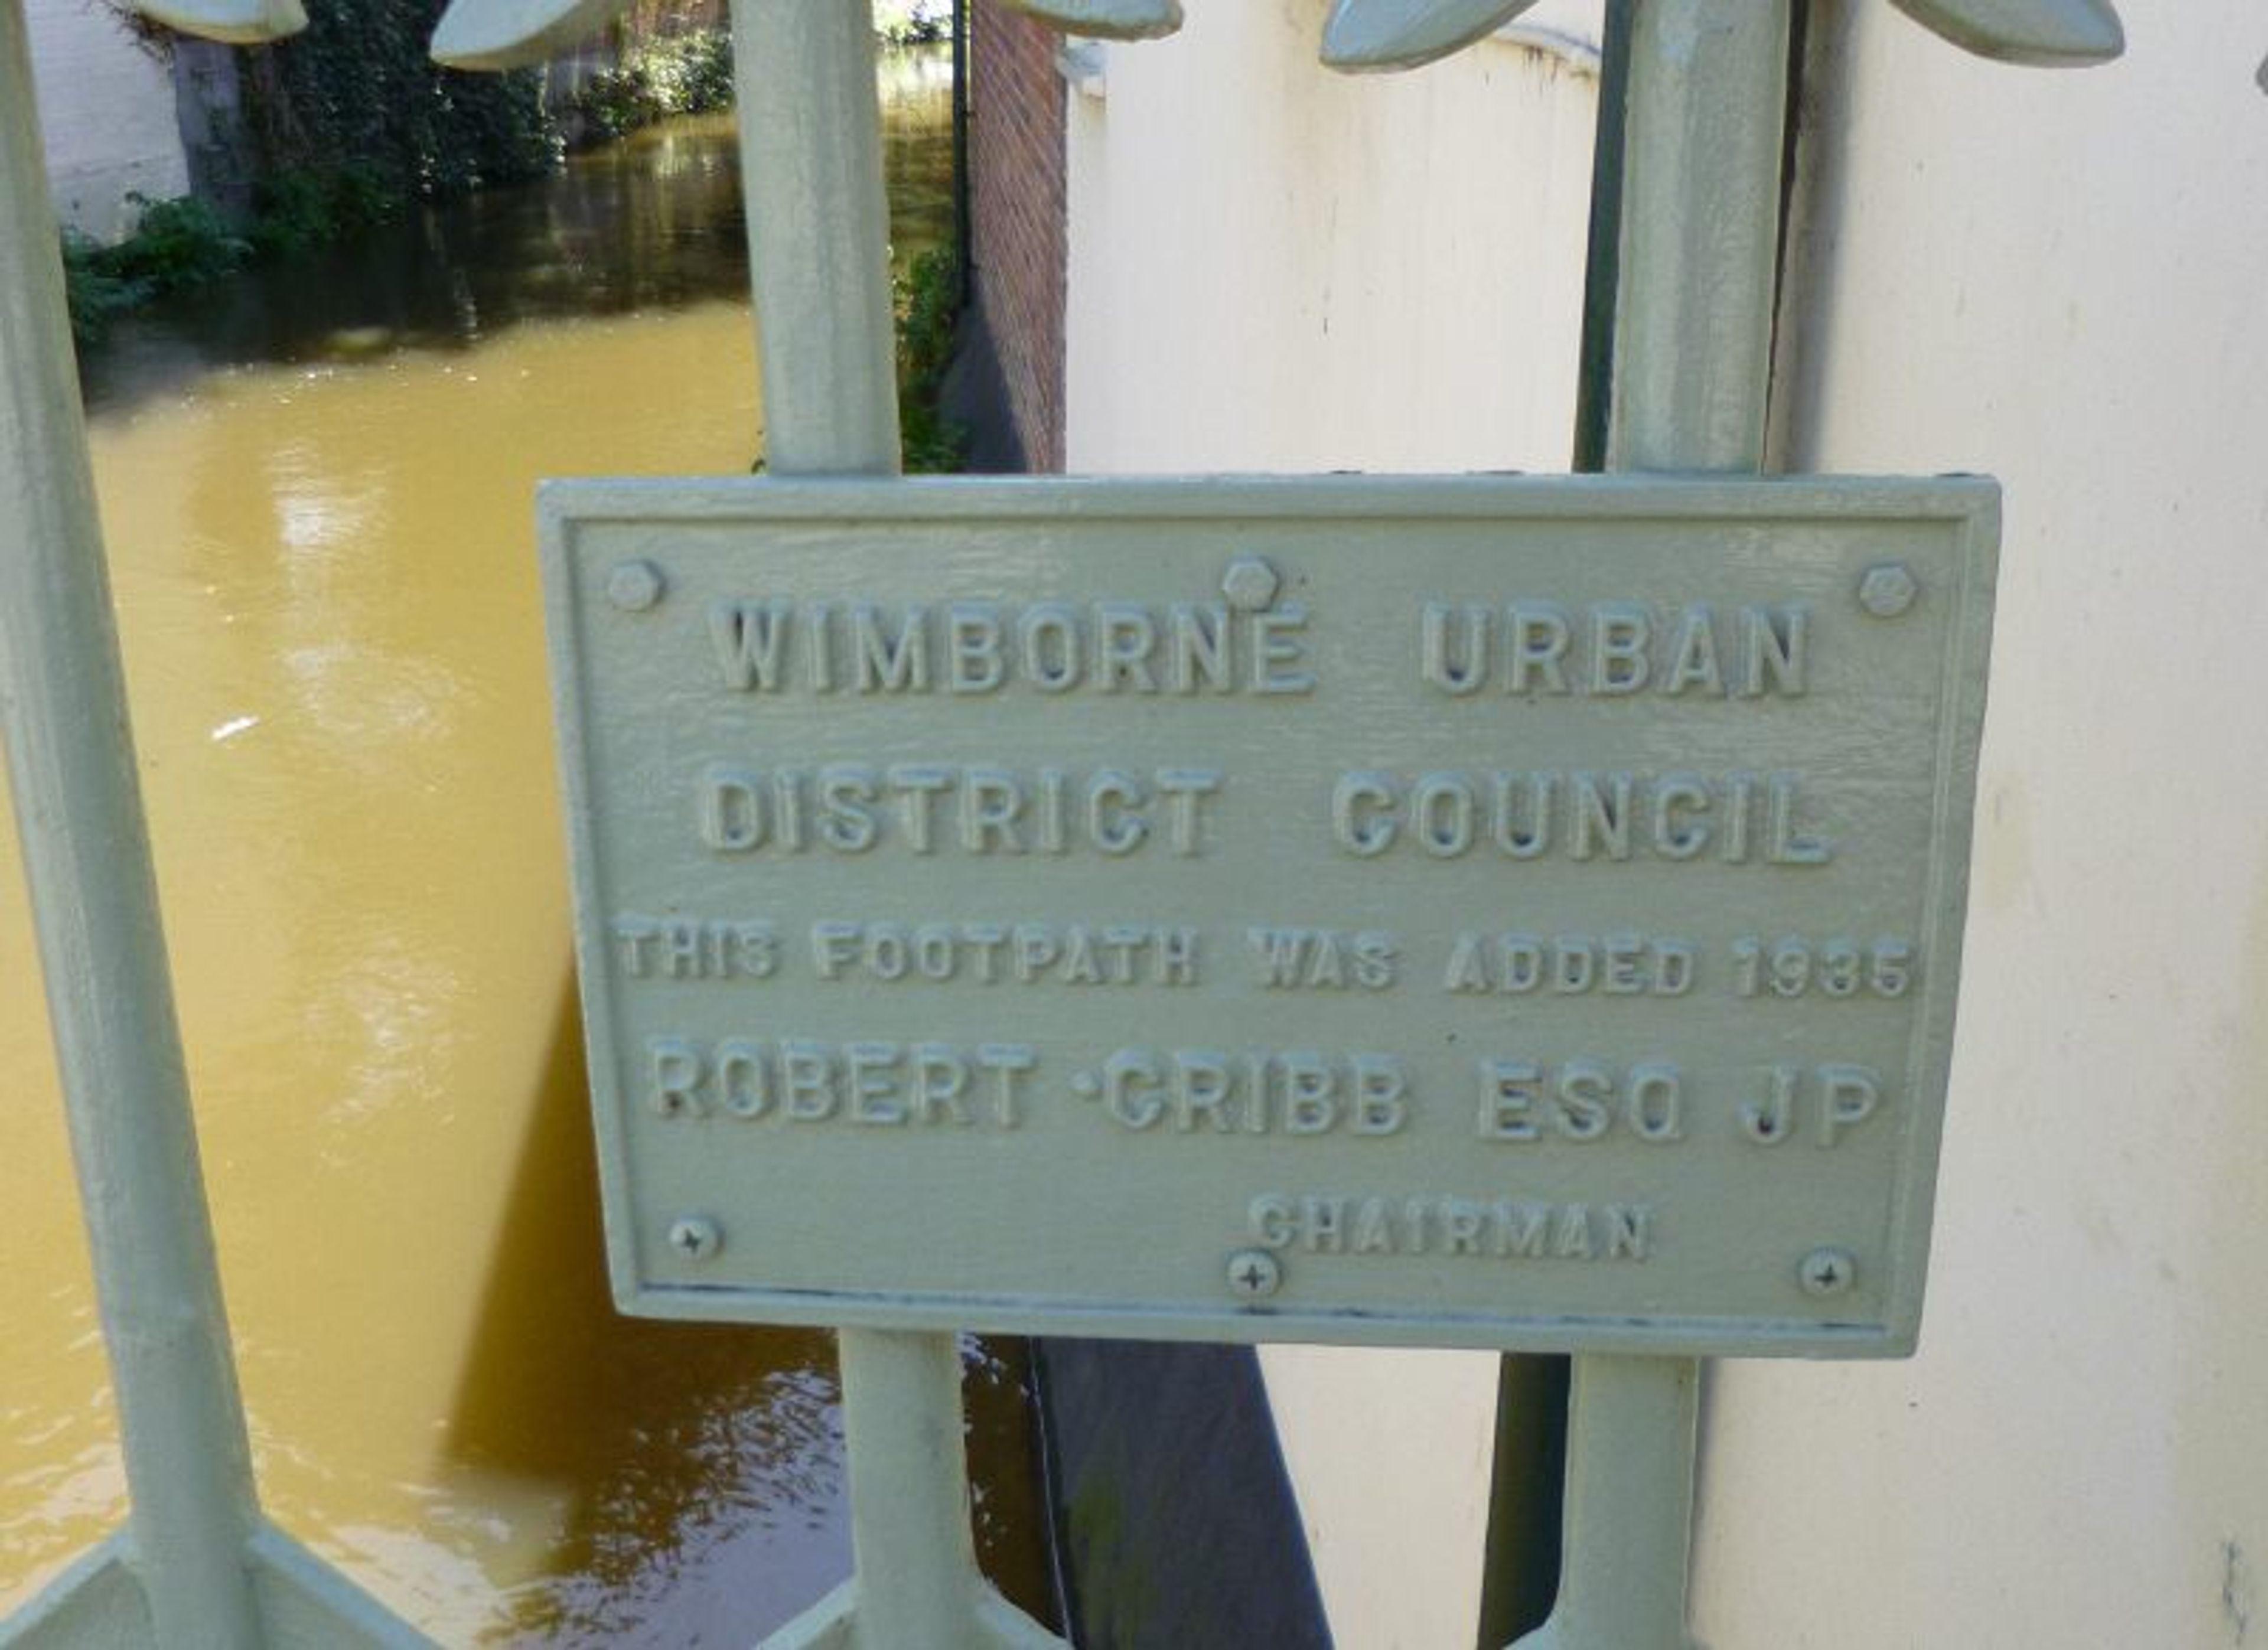 WIMBORNE URBAN
DISTRICT COUNCIL
THIS FOOTPATH WAS ADDED 1935
ROBERT CRIBB ESQ JP
CHAIRMAN